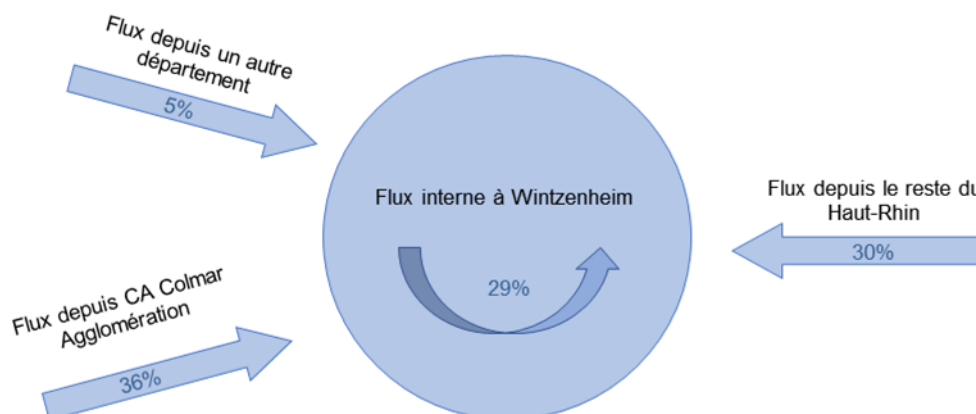 Flux depuis un autre
département
5%
Flux interne à Wintzenheim
29%
Flux depuis le reste du
Haut-Rhin
30%
Flux depuis CA Colmar
Agglomération
36%